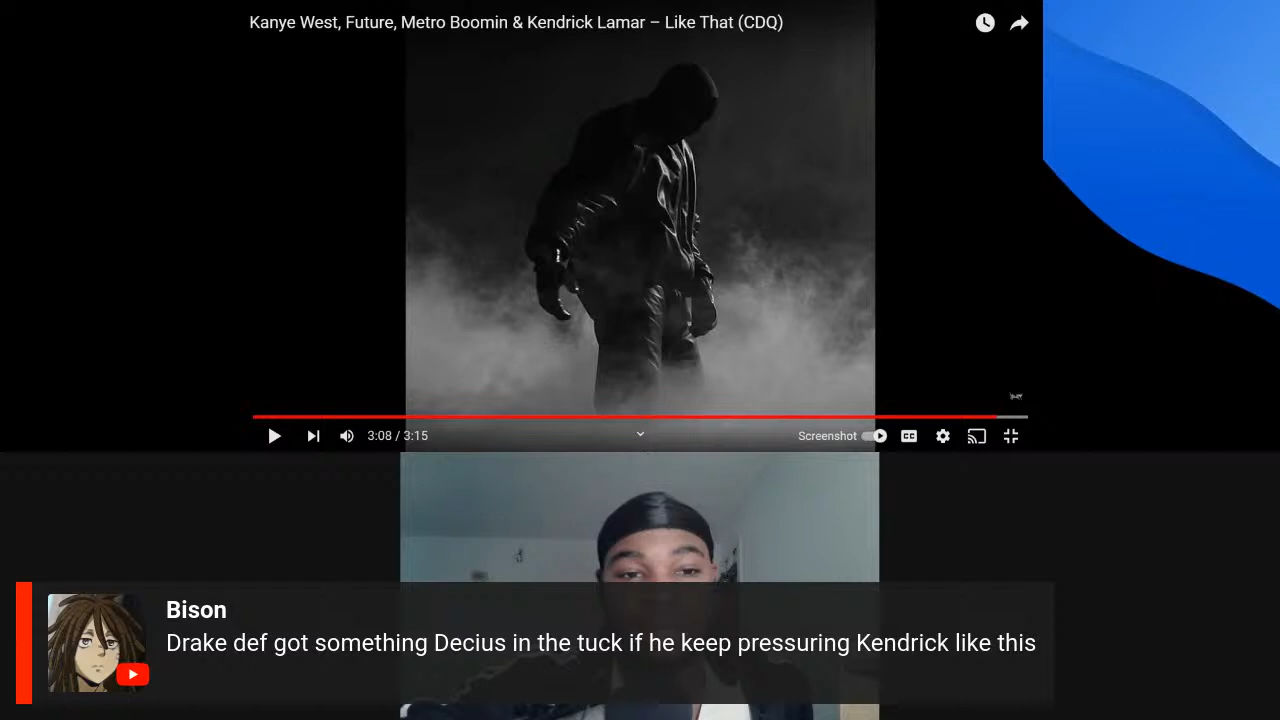 Kanye West, Future, Metro Boomin & Kendrick Lamar – Like That (CDQ)
3:08 / 3:15
Screenshot
CC
Bison
Drake def got something Decius in the tuck if he keep pressuring Kendrick like this